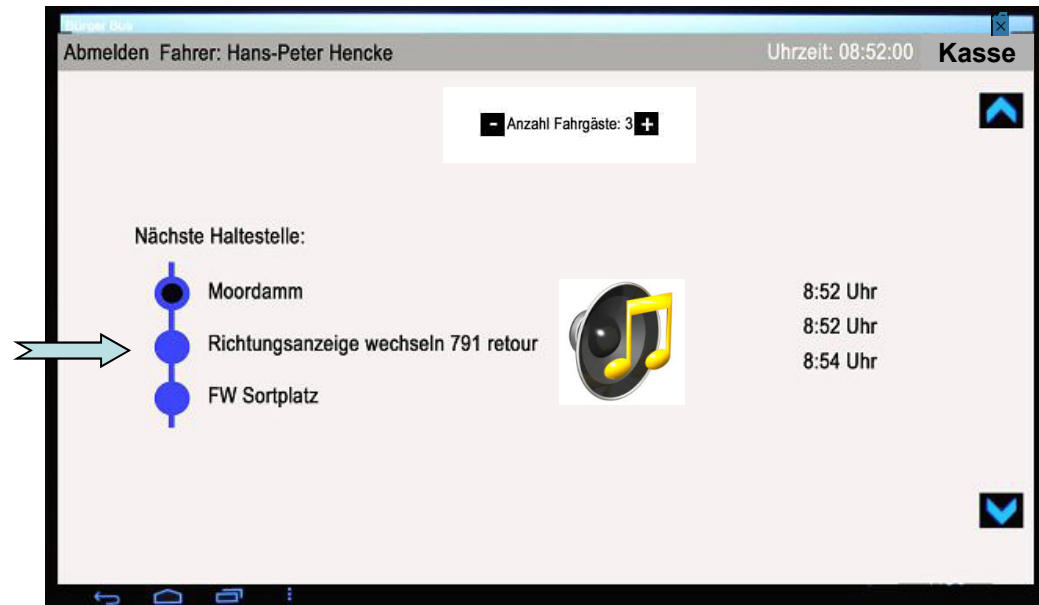 Bürger Bus
Abmelden Fahrer: Hans-Peter Hencke Uhrzeit: 08:52:00 Kasse
- Anzahl Fahrgäste: 3 +
Nächste Haltestelle:
Moordamm 8:52 Uhr
Richtungsanzeige wechseln 791 retour 8:52 Uhr
FW Sortplatz 8:54 Uhr